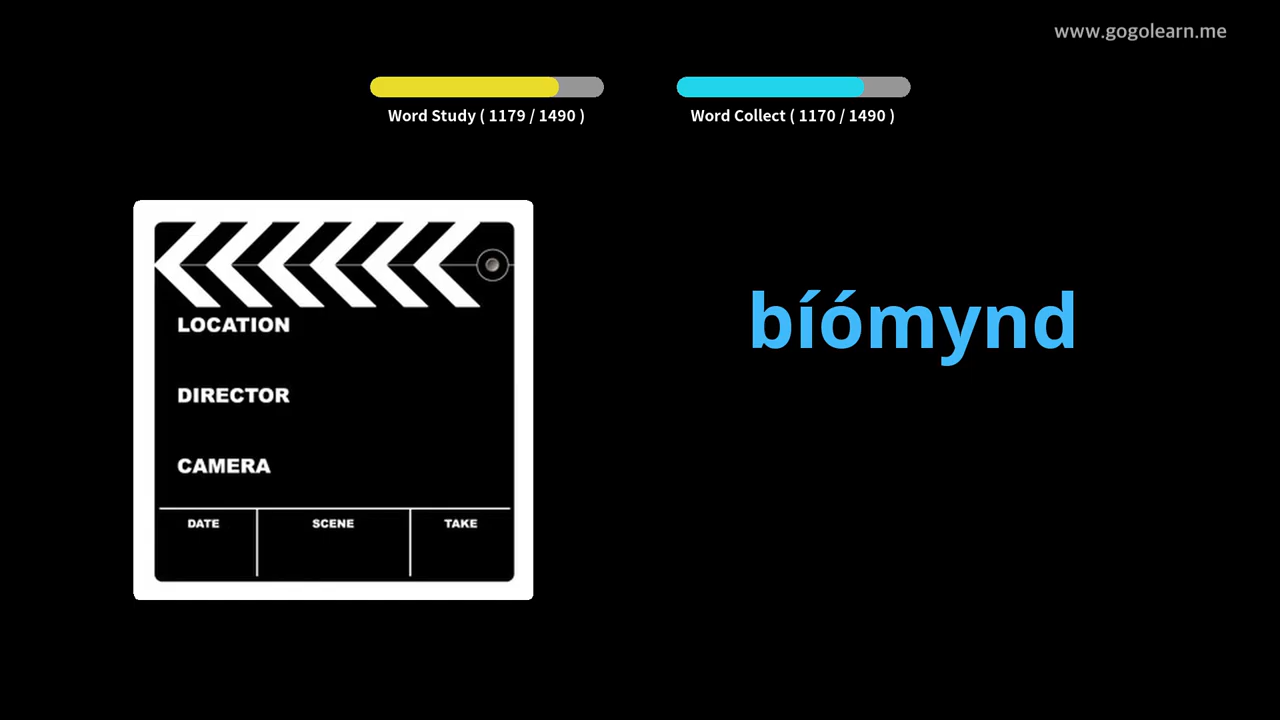 www.gogolearn.me
Word Study ( 1179 / 1490 )
Word Collect ( 1170 / 1490 )
LOCATION
DIRECTOR
CAMERA
DATE
SCENE
TAKE
bíómynd